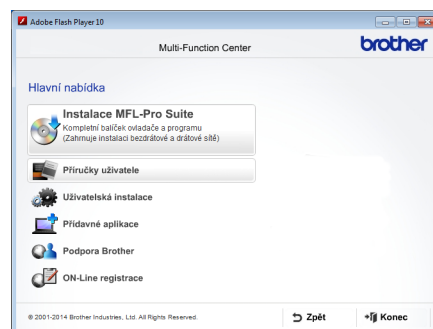 Adobe Flash Player 10
Multi-Function Center
brother
Hlavní nabídka
Instalace MFL-Pro Suite
Kompletní balíček ovladače a programu
(Zahrnuje instalaci bezdrátové a drátové sítě)
Příručky uživatele
Uživatelská instalace
Přídavné aplikace
Podpora Brother
ON-Line registrace
© 2001-2014 Brother Industries, Ltd. All Rights Reserved.
Zpět
Konec